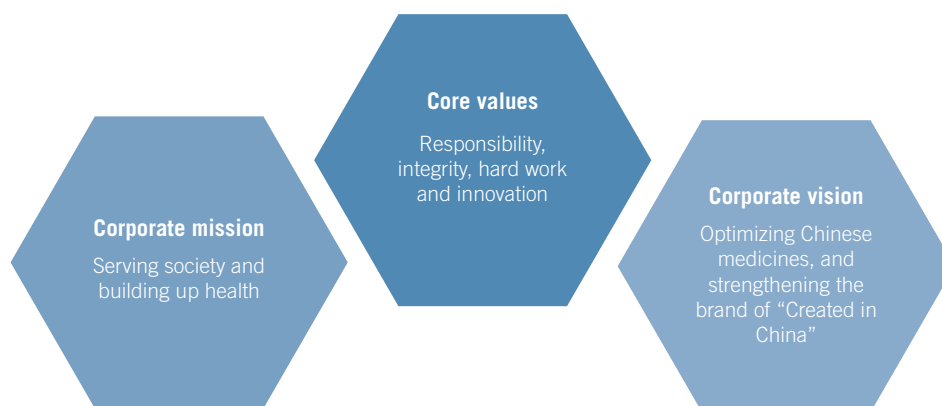 Corporate mission
Serving society and
building up health
Core values
Responsibility,
integrity, hard work
and innovation
Corporate vision
Optimizing Chinese
medicines, and
strengthening the
brand of “Created in
China”